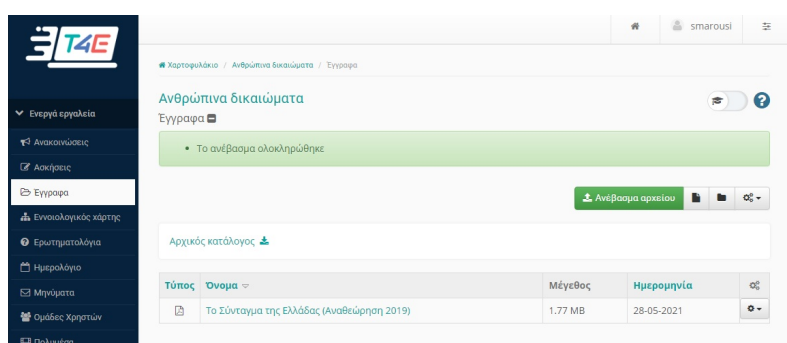 T4E
smarousi
Χαρτοφυλάκιο / Ανθρώπινα δικαιώματα / Έγγραφα
Ανθρώπινα δικαιώματα
Έγγραφα
Το ανέβασμα ολοκληρώθηκε
Ενεργά εργαλεία
Ανακοινώσεις
Ασκήσεις
Έγγραφα
Εννοιολογικός χάρτης
Ερωτηματολόγια
Ημερολόγιο
Μηνύματα
Ομάδες Χρηστών
Πολυμέσα
Ανέβασμα αρχείου
Αρχικός κατάλογος
Τύπος Όνομα Μέγεθος Ημερομηνία
Το Σύνταγμα της Ελλάδας (Αναθεώρηση 2019) 1.77 MB 28-05-2021